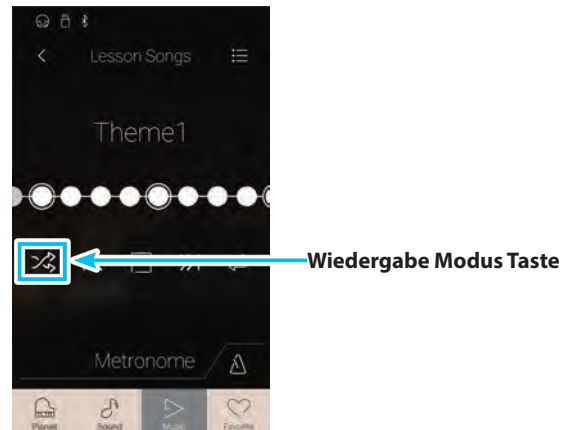 Lesson Songs
Theme1
Wiedergabe Modus Taste
Metronome
Pianist
Sound
Music
Favorite